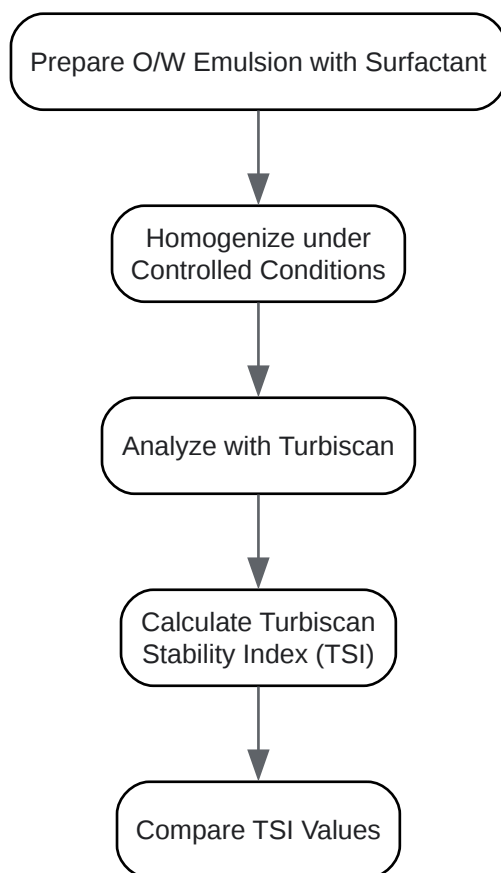 Prepare O/W Emulsion with Surfactant
Homogenize under
Controlled Conditions
Analyze with Turbiscan
Calculate Turbiscan
Stability Index (TSI)
Compare TSI Values